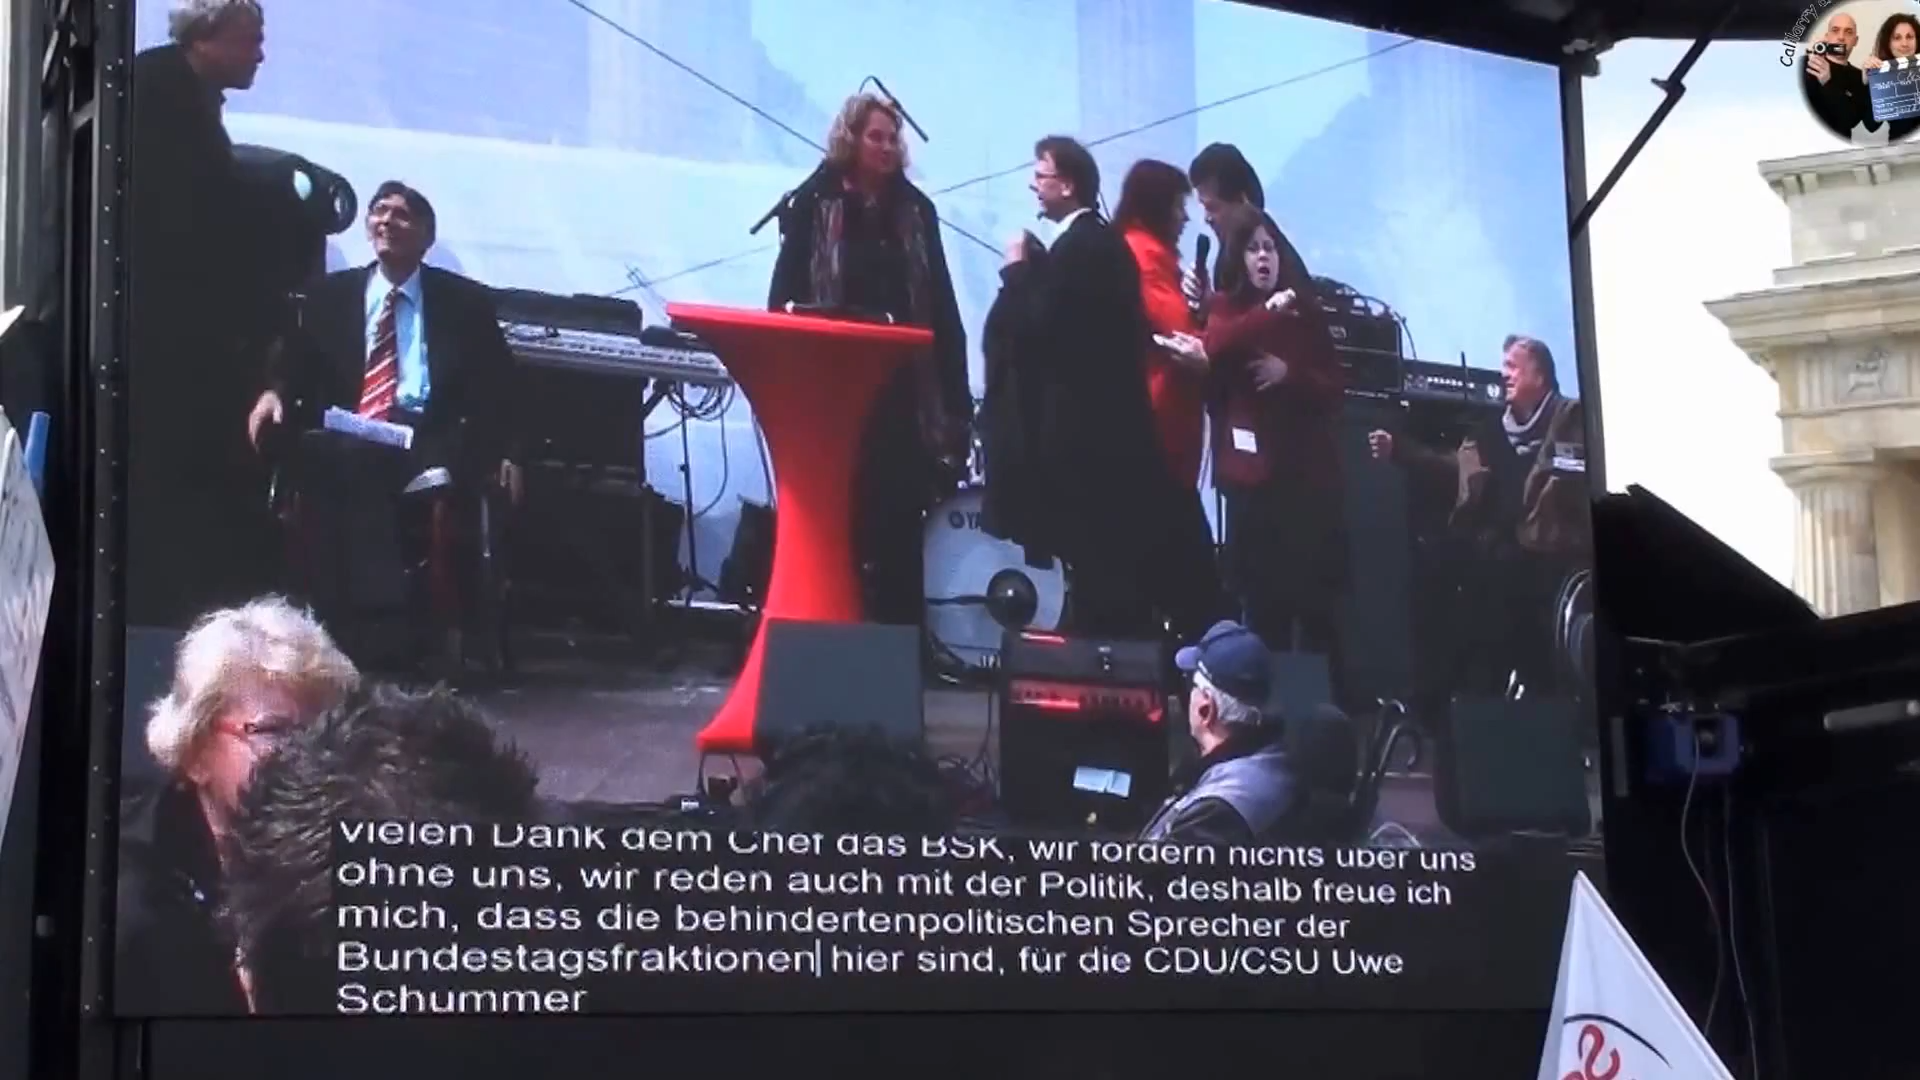 Vielen Dank dem Chef das BSK, wir fordern nichts über uns
ohne uns, wir reden auch mit der Politik, deshalb freue ich
mich, dass die behindertenpolitischen Sprecher der
Bundestagsfraktionen hier sind, für die CDU/CSU Uwe
Schummer